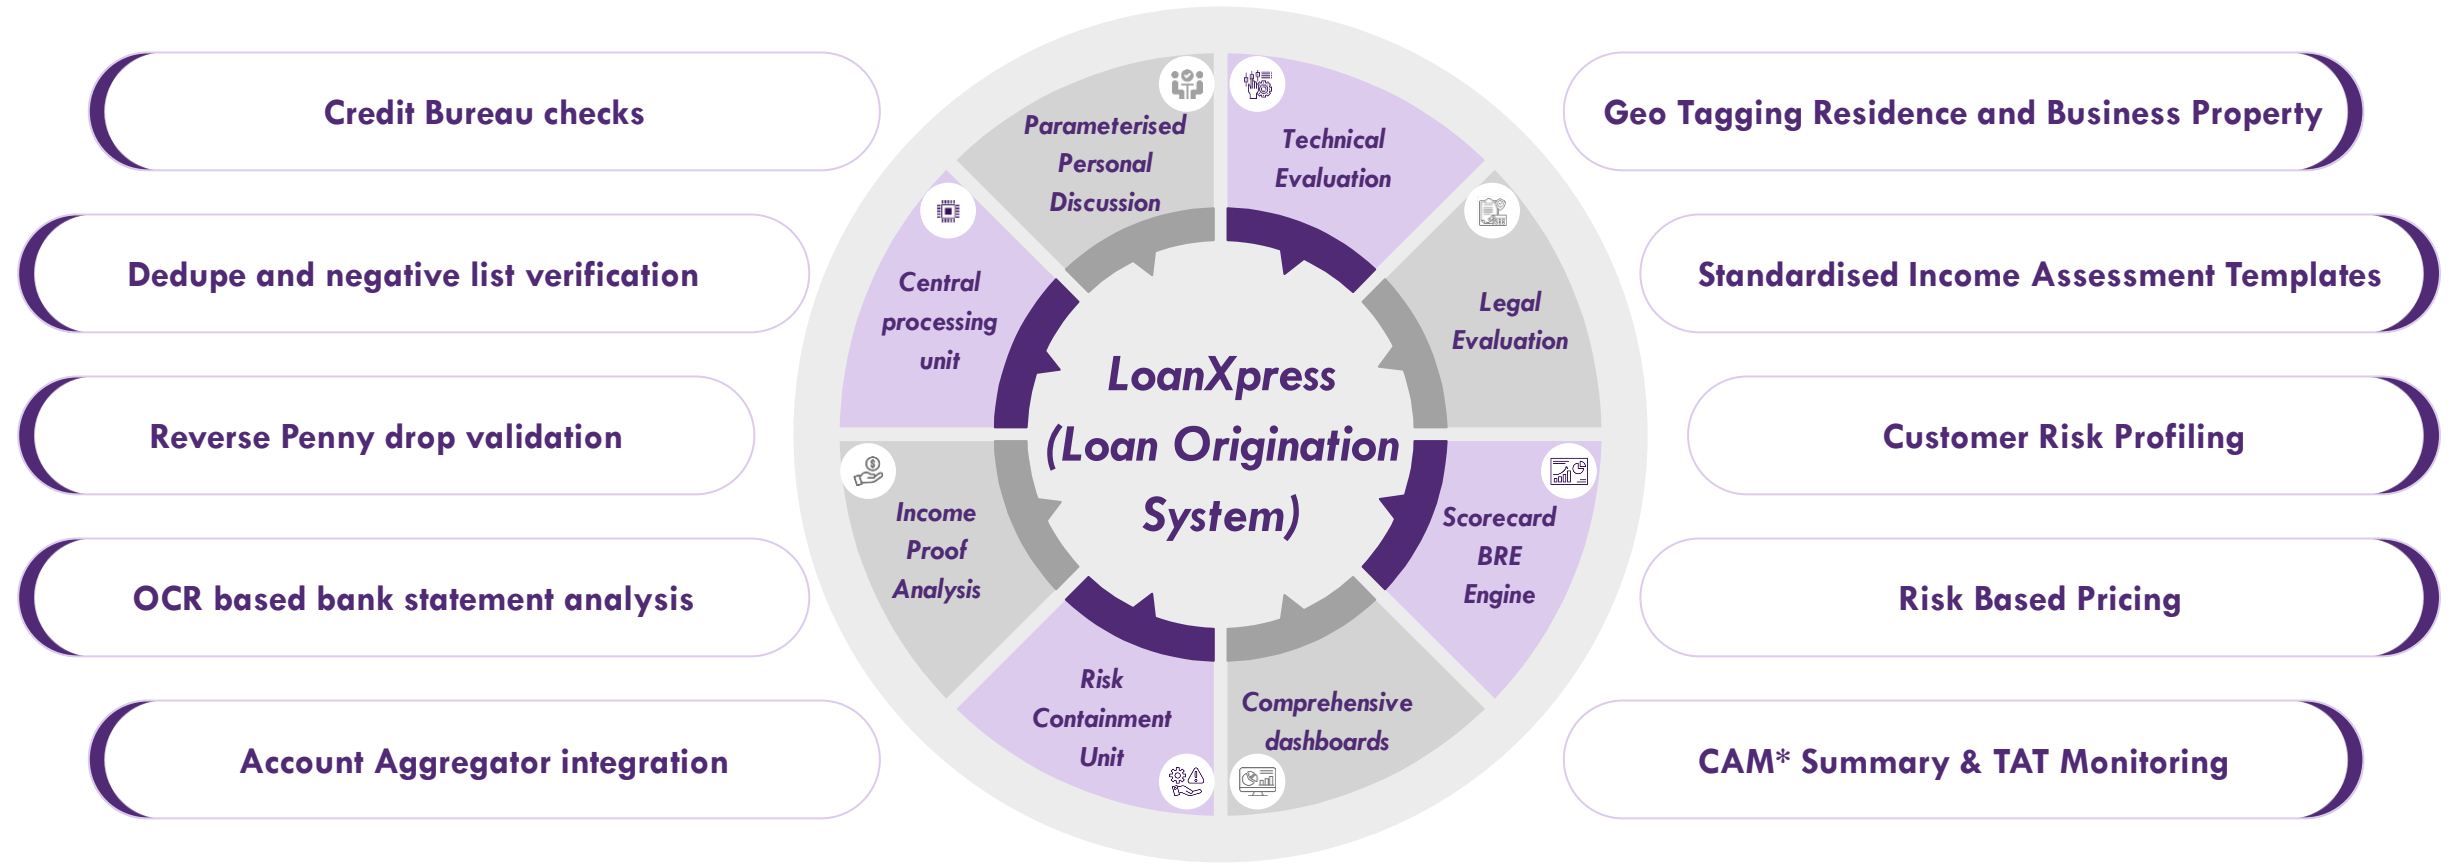 Credit Bureau checks
Dedupe and negative list verification
Reverse Penny drop validation
OCR based bank statement analysis
Account Aggregator integration
Parameterised
Personal
Discussion
Technical
Evaluation
Central
processing
unit
Legal
Evaluation
LoanXpress
(Loan Origination
System)
Income
Proof
Analysis
Scorecard
BRE
Engine
Risk
Containment
Unit
Comprehensive
dashboards
Geo Tagging Residence and Business Property
Standardised Income Assessment Templates
Customer Risk Profiling
Risk Based Pricing
CAM* Summary & TAT Monitoring